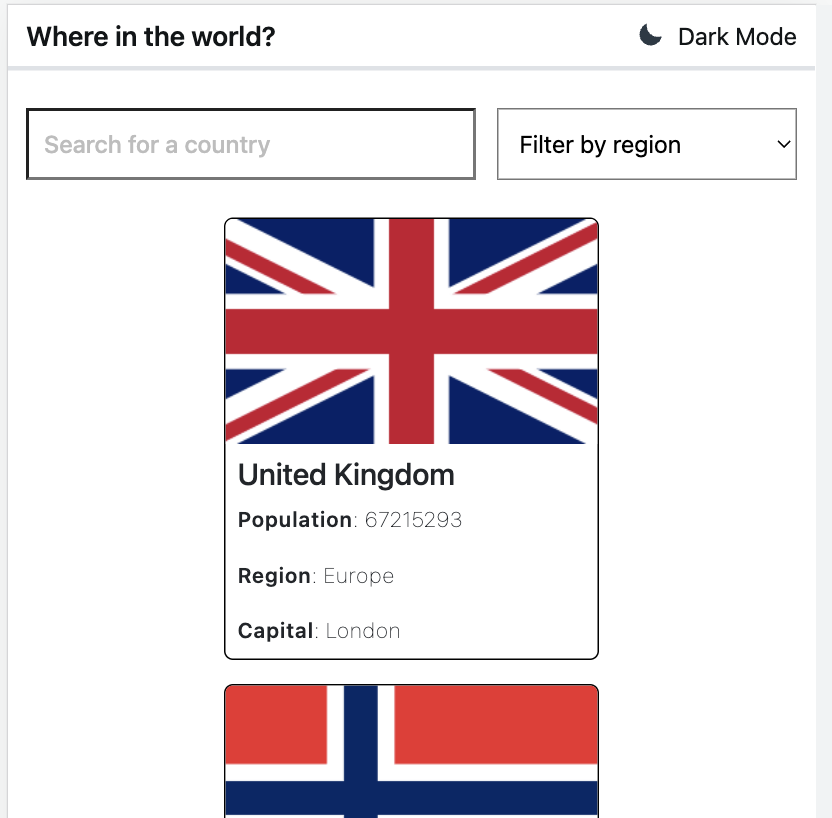 Where in the world?
Dark Mode
Search for a country
Filter by region
United Kingdom
Population: 67215293
Region: Europe
Capital: London